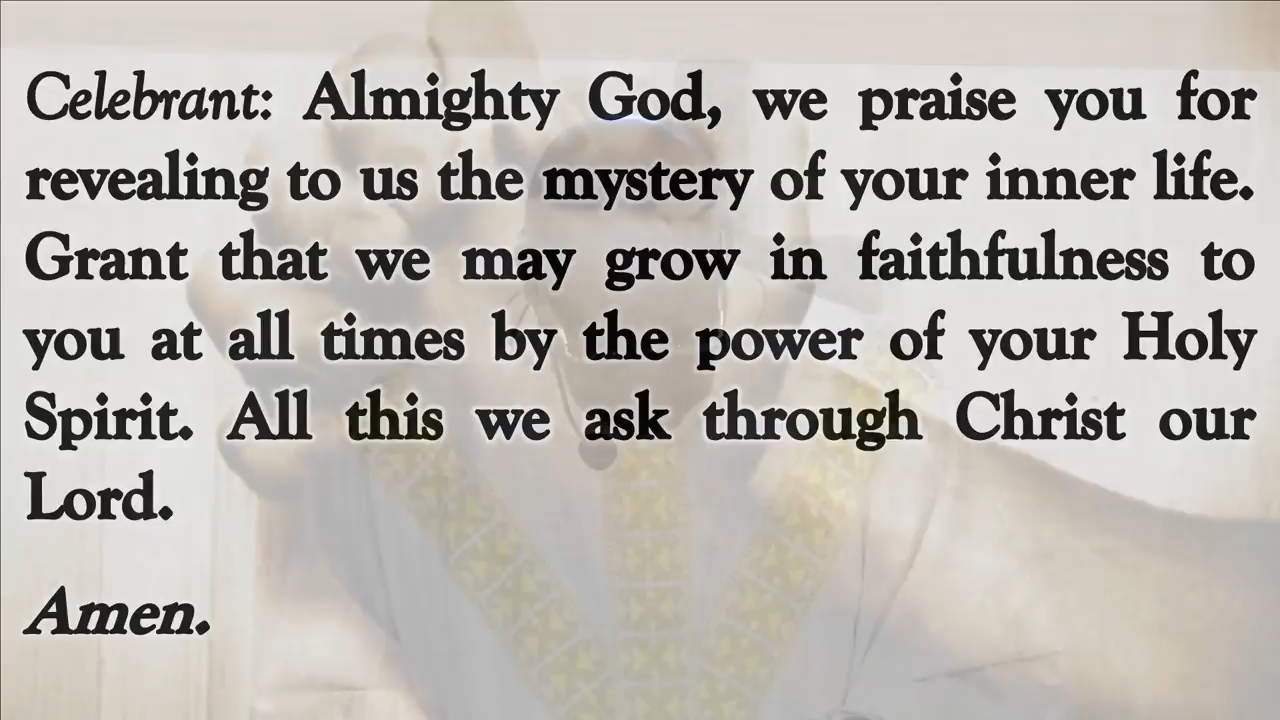 Celebrant: Almighty God, we praise you for
revealing to us the mystery of your inner life.
Grant that we may grow in faithfulness to
you at all times by the power of your Holy
Spirit. All this we ask through Christ our
Lord.
Amen.